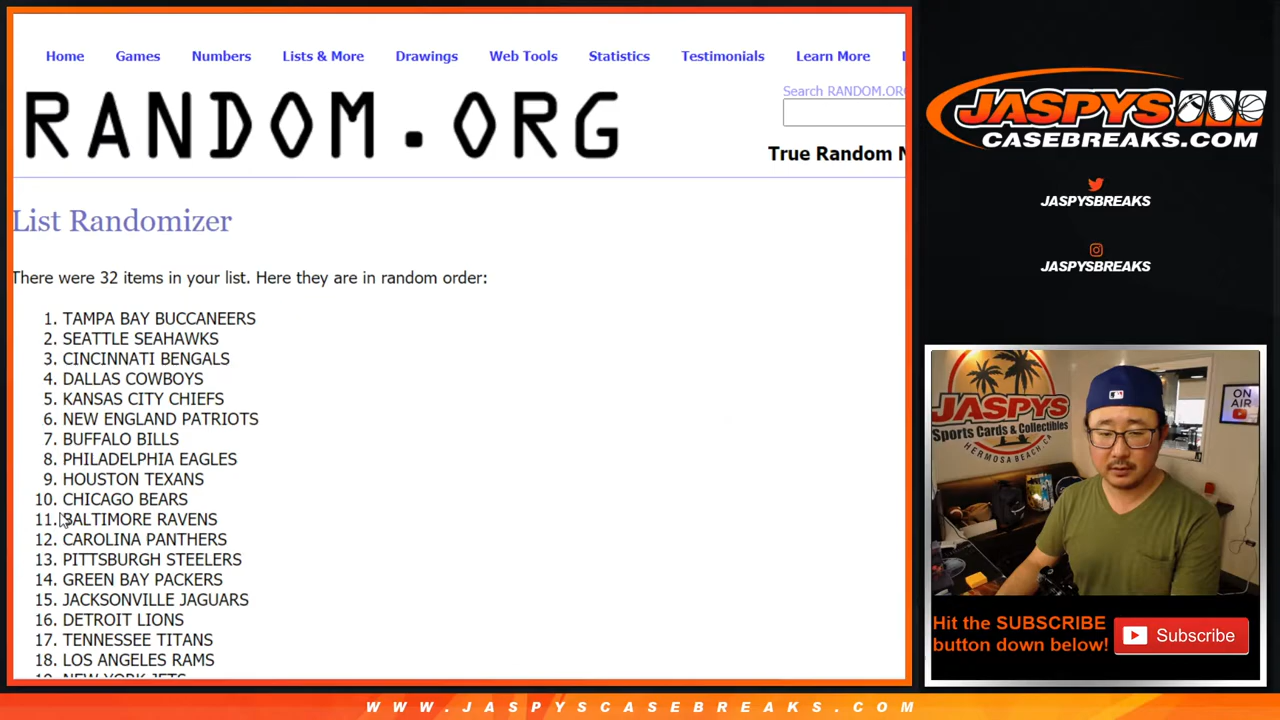 Home Games Numbers Lists & More Drawings Web Tools Statistics Testimonials Learn More
RANDOM.ORG
Search RANDOM.ORG
True Random N
List Randomizer
There were 32 items in your list. Here they are in random order:
1. TAMPA BAY BUCCANEERS
2. SEATTLE SEAHAWKS
3. CINCINNATI BENGALS
4. DALLAS COWBOYS
5. KANSAS CITY CHIEFS
6. NEW ENGLAND PATRIOTS
7. BUFFALO BILLS
8. PHILADELPHIA EAGLES
9. HOUSTON TEXANS
10. CHICAGO BEARS
11. BALTIMORE RAVENS
12. CAROLINA PANTHERS
13. PITTSBURGH STEELERS
14. GREEN BAY PACKERS
15. JACKSONVILLE JAGUARS
16. DETROIT LIONS
17. TENNESSEE TITANS
18. LOS ANGELES RAMS
19. NEW YORK JETS
JASPYS
CASEBREAKS.COM
JASPYSBREAKS
JASPYSBREAKS
JASPYS
Sports Cards & Collectibles
HERMOSA BEACH, CA
ON
AIR
Hit the SUBSCRIBE
button down below!
Subscribe
WWW.JASPYSCASEBREAKS.COM